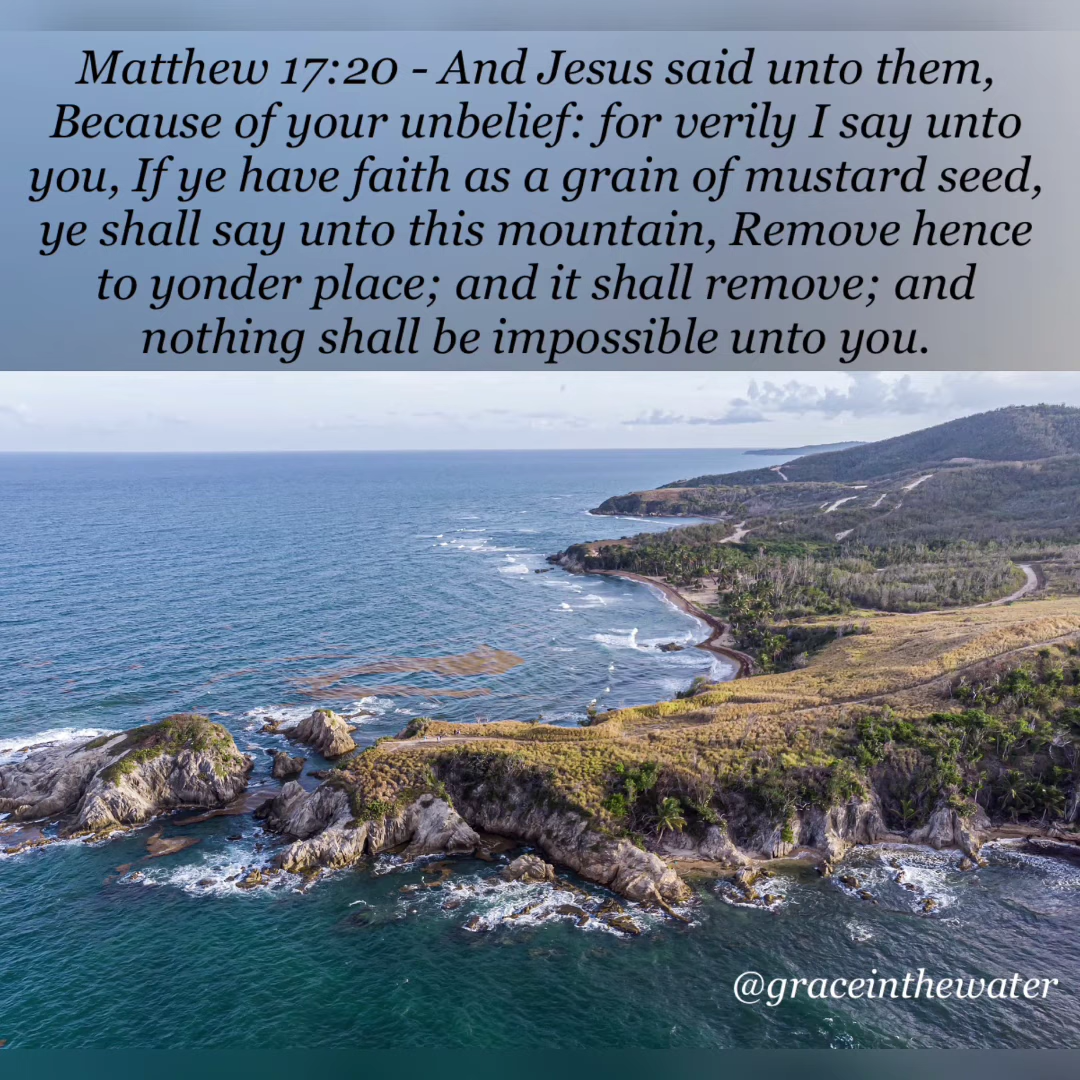 Matthew 17:20 - And Jesus said unto them,
Because of your unbelief: for verily I say unto
you, If ye have faith as a grain of mustard seed,
ye shall say unto this mountain, Remove hence
to yonder place; and it shall remove; and
nothing shall be impossible unto you.
@graceinthewater